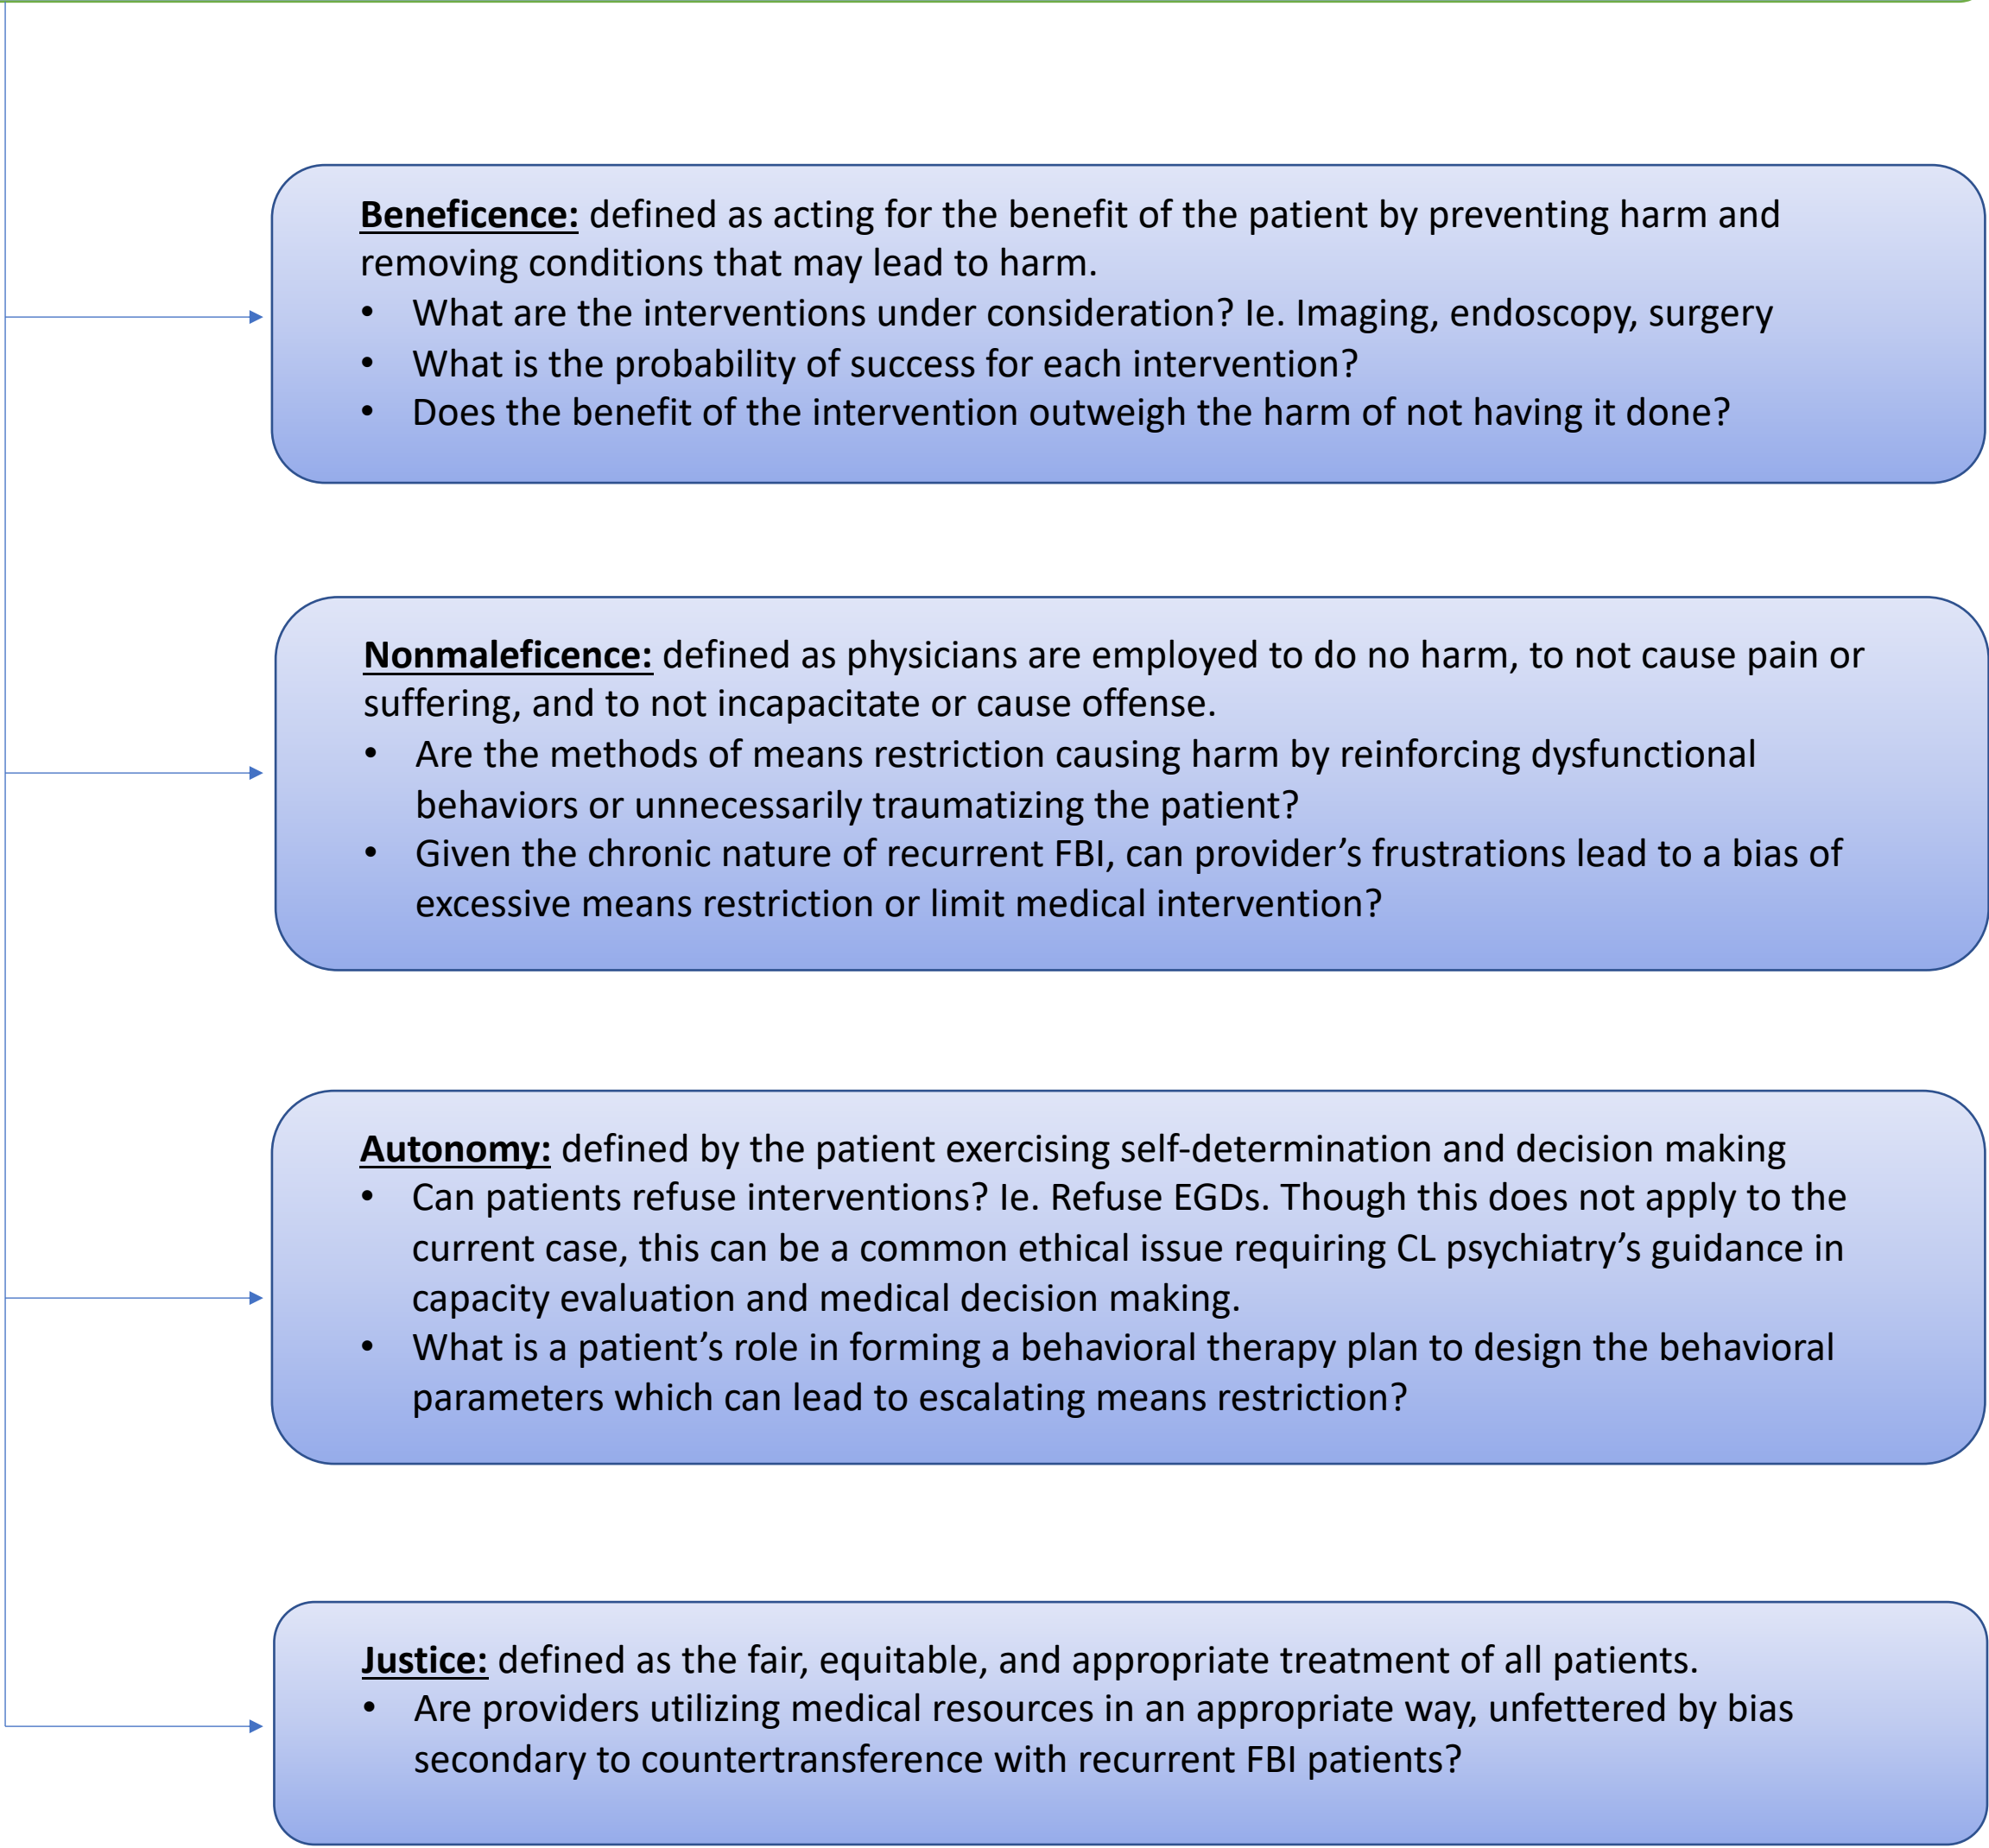 Beneficence: defined as acting for the benefit of the patient by preventing harm and
removing conditions that may lead to harm.
• What are the interventions under consideration? Ie. Imaging, endoscopy, surgery
• What is the probability of success for each intervention?
• Does the benefit of the intervention outweigh the harm of not having it done?
Nonmaleficence: defined as physicians are employed to do no harm, to not cause pain or
suffering, and to not incapacitate or cause offense.
• Are the methods of means restriction causing harm by reinforcing dysfunctional
behaviors or unnecessarily traumatizing the patient?
• Given the chronic nature of recurrent FBI, can provider’s frustrations lead to a bias of
excessive means restriction or limit medical intervention?
Autonomy: defined by the patient exercising self-determination and decision making
• Can patients refuse interventions? Ie. Refuse EGDs. Though this does not apply to the
current case, this can be a common ethical issue requiring CL psychiatry’s guidance in
capacity evaluation and medical decision making.
• What is a patient’s role in forming a behavioral therapy plan to design the behavioral
parameters which can lead to escalating means restriction?
Justice: defined as the fair, equitable, and appropriate treatment of all patients.
• Are providers utilizing medical resources in an appropriate way, unfettered by bias
secondary to countertransference with recurrent FBI patients?